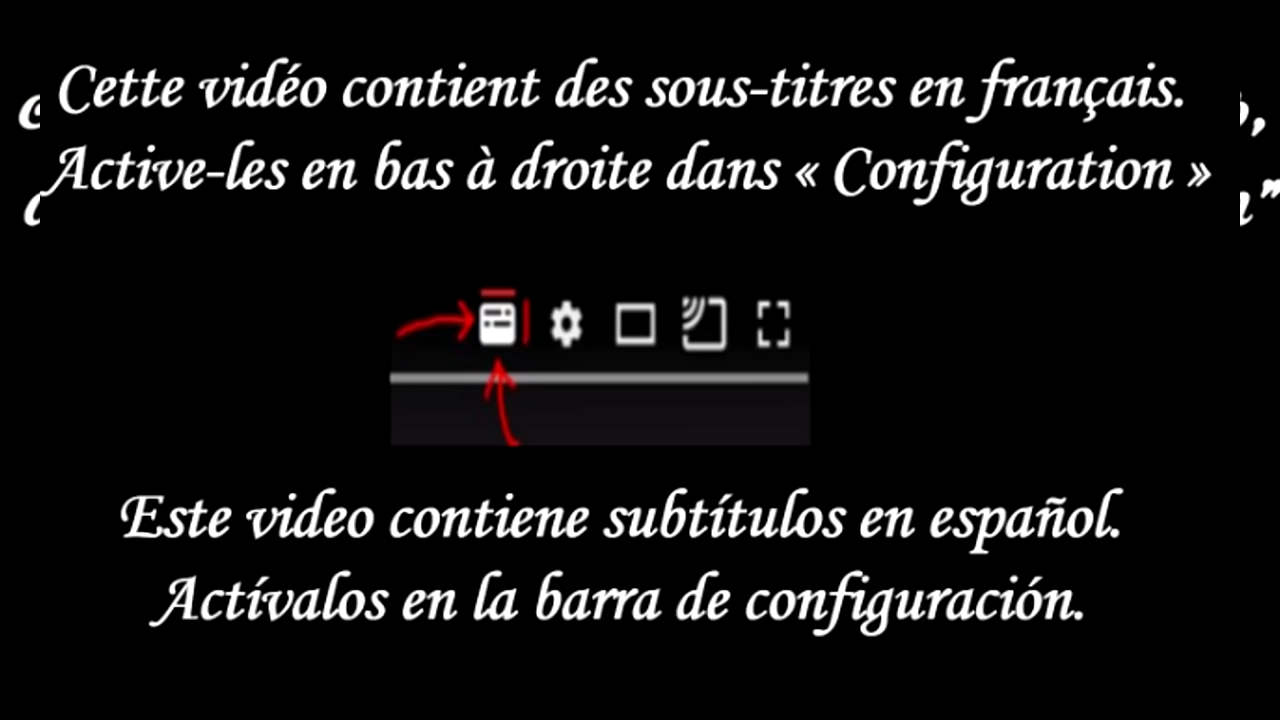 Cette vidéo contient des sous-titres en français.
Active-les en bas à droite dans « Configuration »
Este video contiene subtítulos en español.
Actívalos en la barra de configuración.